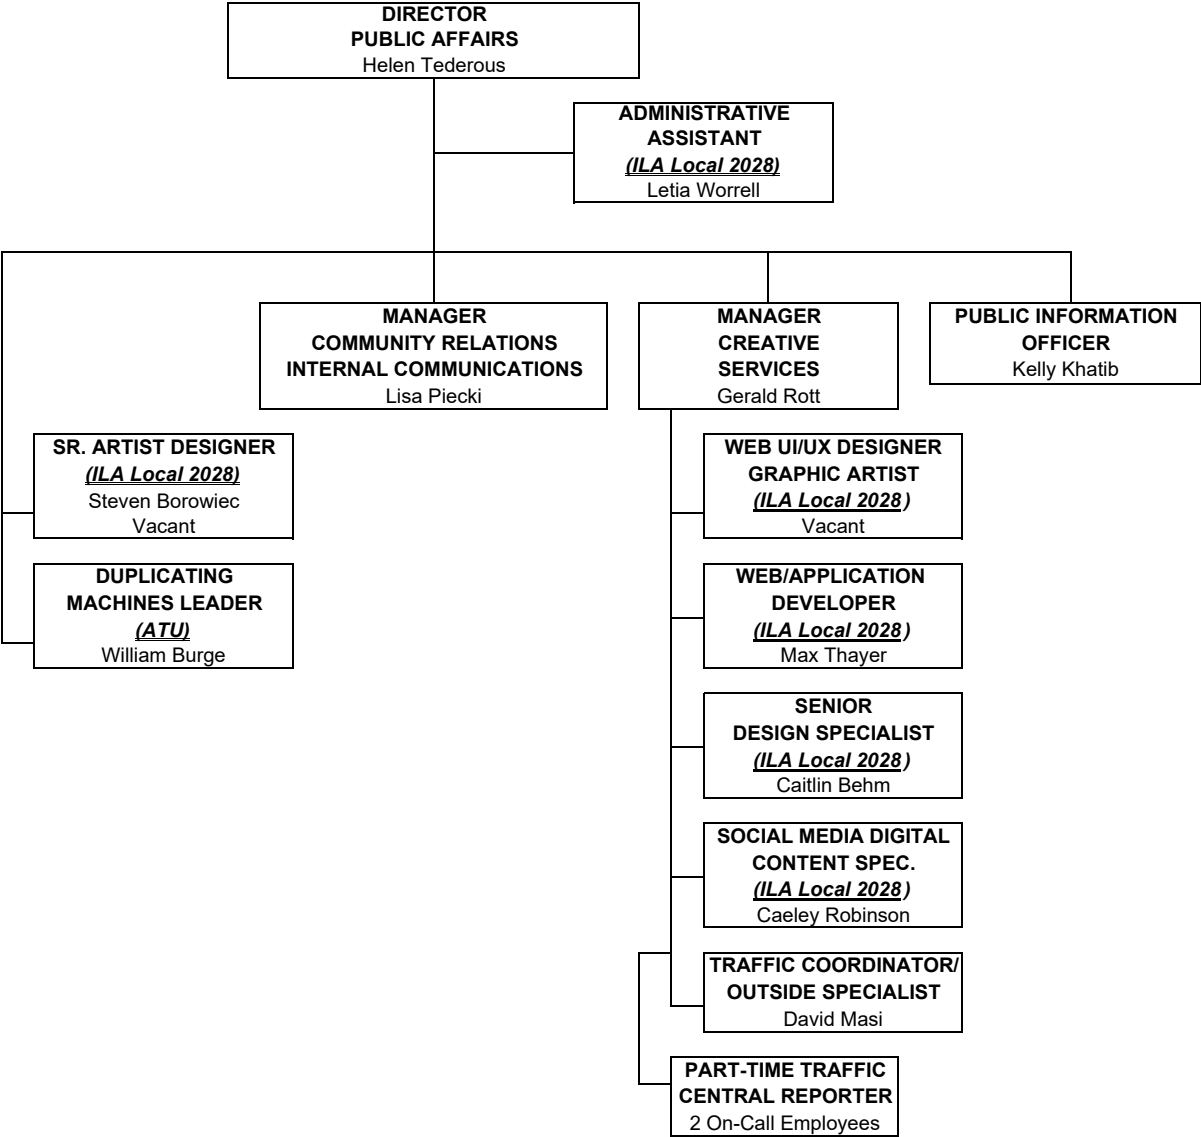 DIRECTOR
PUBLIC AFFAIRS
Helen Tederous
ADMINISTRATIVE
ASSISTANT
(ILA Local 2028)
Letia Worrell
MANAGER
COMMUNITY RELATIONS
INTERNAL COMMUNICATIONS
Lisa Piecki
MANAGER
CREATIVE
SERVICES
Gerald Rott
PUBLIC INFORMATION
OFFICER
Kelly Khatib
SR. ARTIST DESIGNER
(ILA Local 2028)
Steven Borowiec
Vacant
DUPLICATING
MACHINES LEADER
(ATU)
William Burge
WEB UI/UX DESIGNER
GRAPHIC ARTIST
(ILA Local 2028)
Vacant
WEB/APPLICATION
DEVELOPER
(ILA Local 2028)
Max Thayer
SENIOR
DESIGN SPECIALIST
(ILA Local 2028)
Caitlin Behm
SOCIAL MEDIA DIGITAL
CONTENT SPEC.
(ILA Local 2028)
Caeley Robinson
TRAFFIC COORDINATOR/
OUTSIDE SPECIALIST
David Masi
PART-TIME TRAFFIC
CENTRAL REPORTER
2 On-Call Employees